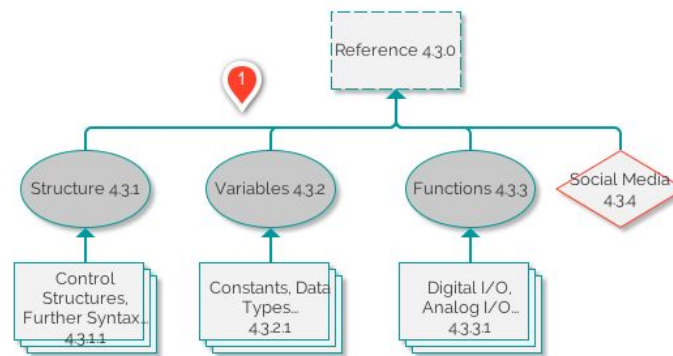 Reference 4.3.0
1
Structure 4.3.1
Variables 4.3.2
Functions 4.3.3
Social Media
4.3.4
Control
Structures,
Further Syntax...
4.3.1.1
Constants, Data
Types...
4.3.2.1
Digital I/O,
Analog I/O...
4.3.3.1